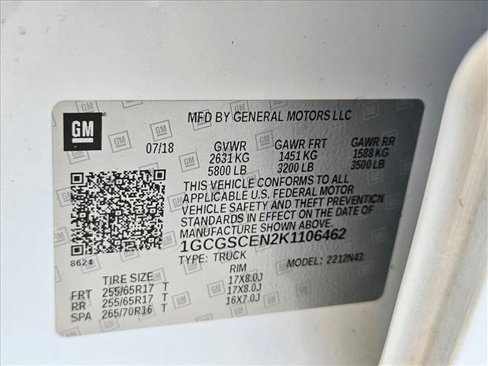 GM
MFD BY GENERAL MOTORS LLC
07/18 GVWR GAWR FRT GAWR RR
2631 KG 1451 KG 1588 KG
5800 LB 3200 LB 3500 LB
THIS VEHICLE CONFORMS TO ALL
APPLICABLE U.S. FEDERAL MOTOR
VEHICLE SAFETY AND THEFT PREVENTION
STANDARDS IN EFFECT ON THE DATE OF
MANUFACTURE SHOWN ABOVE.
1GCGSCEN2K1106462
8624 TYPE: TRUCK MODEL: 2212N43
TIRE SIZE RIM
FRT 255/65R17 T 17X8.0J
RR 255/65R17 T 17X8.0J
SPA 265/70R16 T 16X7.0J